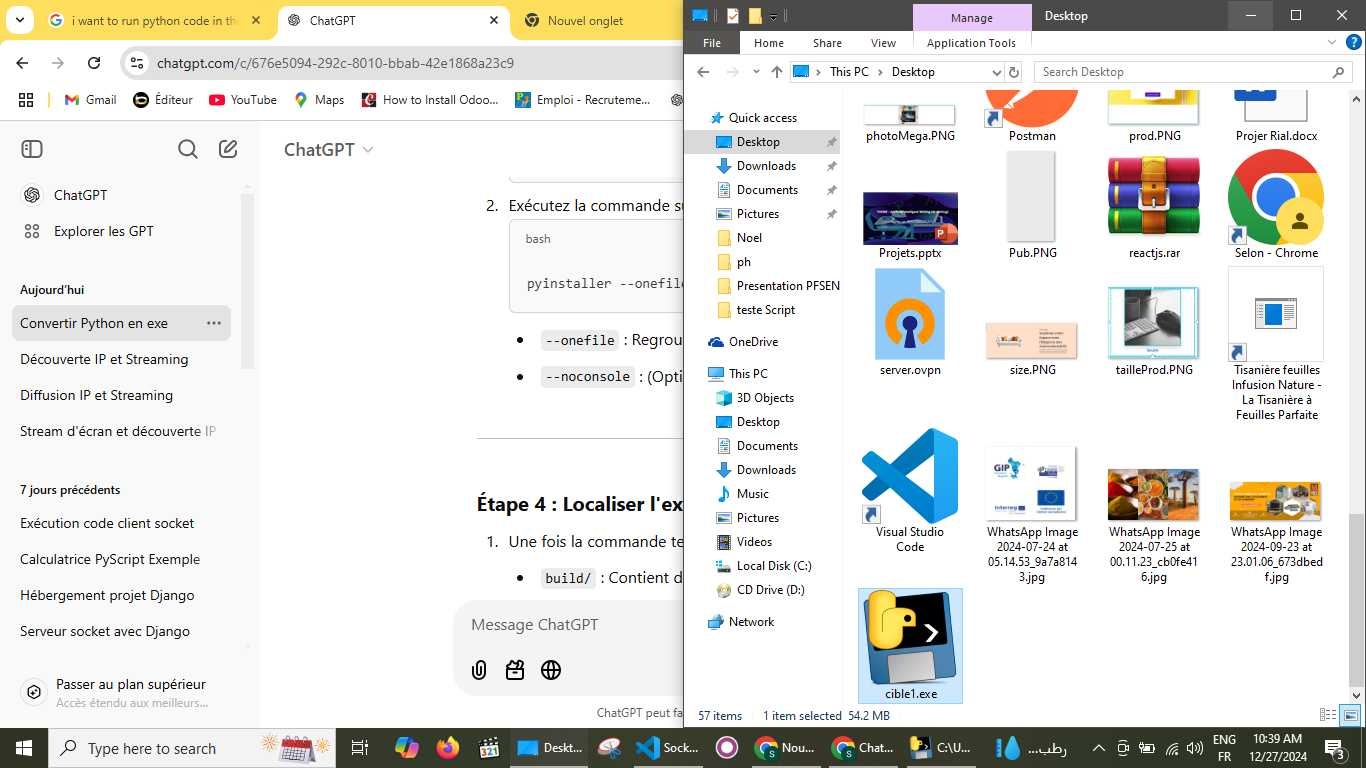 i want to run python code in the
ChatGPT
Nouvel onglet
chatgpt.com/c/676e5094-292c-8010-bbab-42e1868a23c9
Gmail
Éditeur
YouTube
Maps
How to Install Odoo...
Emploi - Recruteme...
ChatGPT
Explorer les GPT
Aujourd’hui
Convertir Python en exe
Découverte IP et Streaming
Diffusion IP et Streaming
Stream d'écran et découverte IP
7 jours précédents
Exécution code client socket
Calculatrice PyScript Exemple
Hébergement projet Django
Serveur socket avec Django
Passer au plan supérieur
Accès étendu aux meilleurs...
ChatGPT
2. Exécutez la commande su
bash
pyinstaller --onefile
--onefile : Regrou
--noconsole : (Opti
Étape 4 : Localiser l'ex
1. Une fois la commande te
build/ : Contient d
Message ChatGPT
ChatGPT peut fa
Manage
Desktop
File
Home
Share
View
Application Tools
This PC
Desktop
Search Desktop
Quick access
Desktop
Downloads
Documents
Pictures
Noel
ph
Presentation PFSEN
teste Script
OneDrive
This PC
3D Objects
Desktop
Documents
Downloads
Music
Pictures
Videos
Local Disk (C:)
CD Drive (D:)
Network
photoMega.PNG
Postman
prod.PNG
Projer Rial.docx
Projets.pptx
Pub.PNG
reactjs.rar
Selon - Chrome
server.ovpn
size.PNG
tailleProd.PNG
Tisanière feuilles
Infusion Nature -
La Tisanière à
Feuilles Parfaite
Visual Studio
Code
WhatsApp Image
2024-07-24 at
05.14.53_9a7a814
3.jpg
WhatsApp Image
2024-07-25 at
00.11.23_cb0fe41
6.jpg
WhatsApp Image
2024-09-23 at
23.01.06_673dbed
f.jpg
cible1.exe
57 items
1 item selected 54.2 MB
Type here to search
Deskt...
Sock...
Nou...
Chat...
C:\U...
رطب...
ENG
FR
10:39 AM
12/27/2024
3